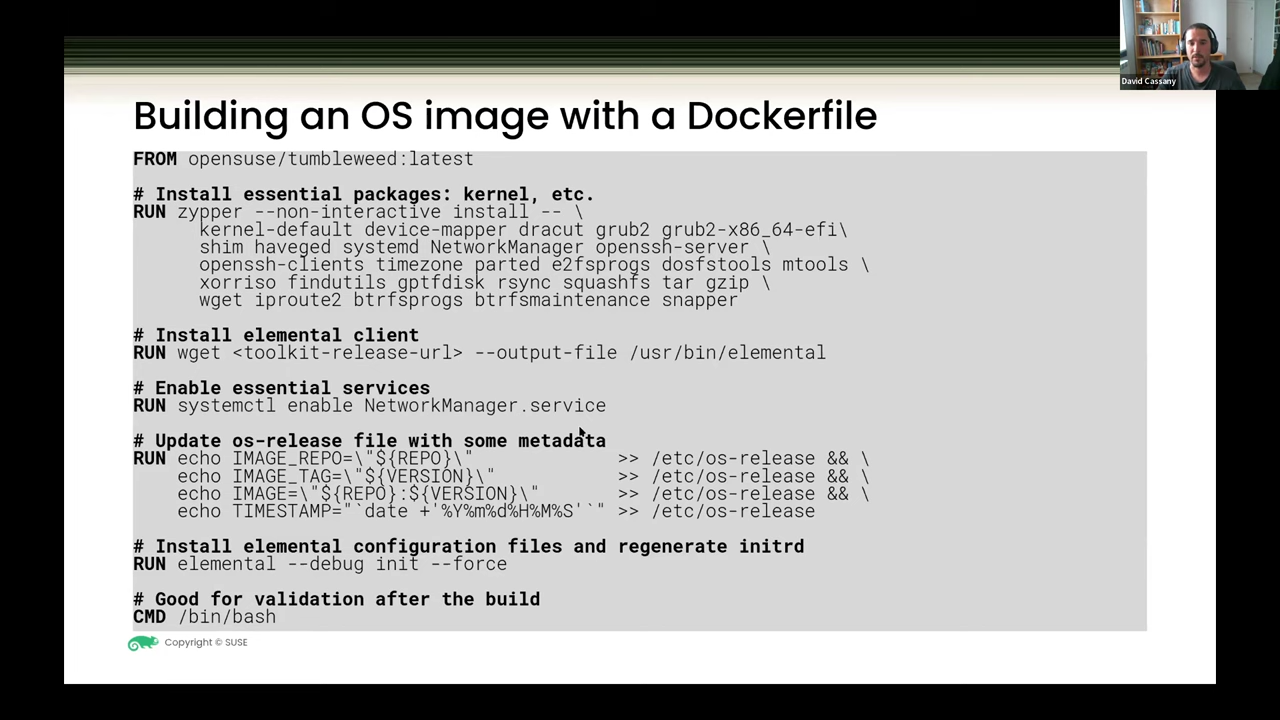 David Cassany
Building an OS image with a Dockerfile
FROM opensuse/tumbleweed:latest
# Install essential packages: kernel, etc.
RUN zypper --non-interactive install -- \
kernel-default device-mapper dracut grub2 grub2-x86_64-efi\
shim haveged systemd NetworkManager openssh-server \
openssh-clients timezone parted e2fsprogs dosfstools mtools \
xorriso findutils gptfdisk rsync squashfs tar gzip \
wget iproute2 btrfsprogs btrfsmaintenance snapper
# Install elemental client
RUN wget <toolkit-release-url> --output-file /usr/bin/elemental
# Enable essential services
RUN systemctl enable NetworkManager.service
# Update os-release file with some metadata
RUN echo IMAGE_REPO=\"${REPO}\" >> /etc/os-release && \
echo IMAGE_TAG=\"${VERSION}\" >> /etc/os-release && \
echo IMAGE=\"${REPO}:${VERSION}\" >> /etc/os-release && \
echo TIMESTAMP="`date +'%Y%m%d%H%M%S'`" >> /etc/os-release
# Install elemental configuration files and regenerate initrd
RUN elemental --debug init --force
# Good for validation after the build
CMD /bin/bash
Copyright © SUSE